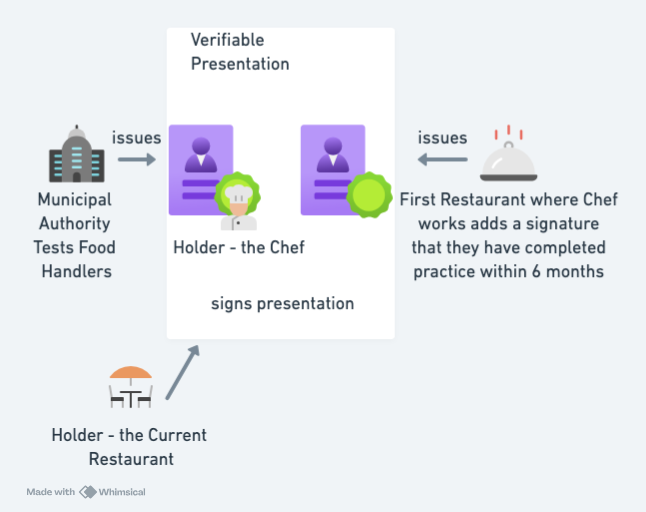 Verifiable
Presentation
issues
issues
Municipal
Authority
Tests Food
Handlers
Holder - the Chef
First Restaurant where Chef
works adds a signature
that they have completed
practice within 6 months
signs presentation
Holder - the Current
Restaurant
Made with Whimsical